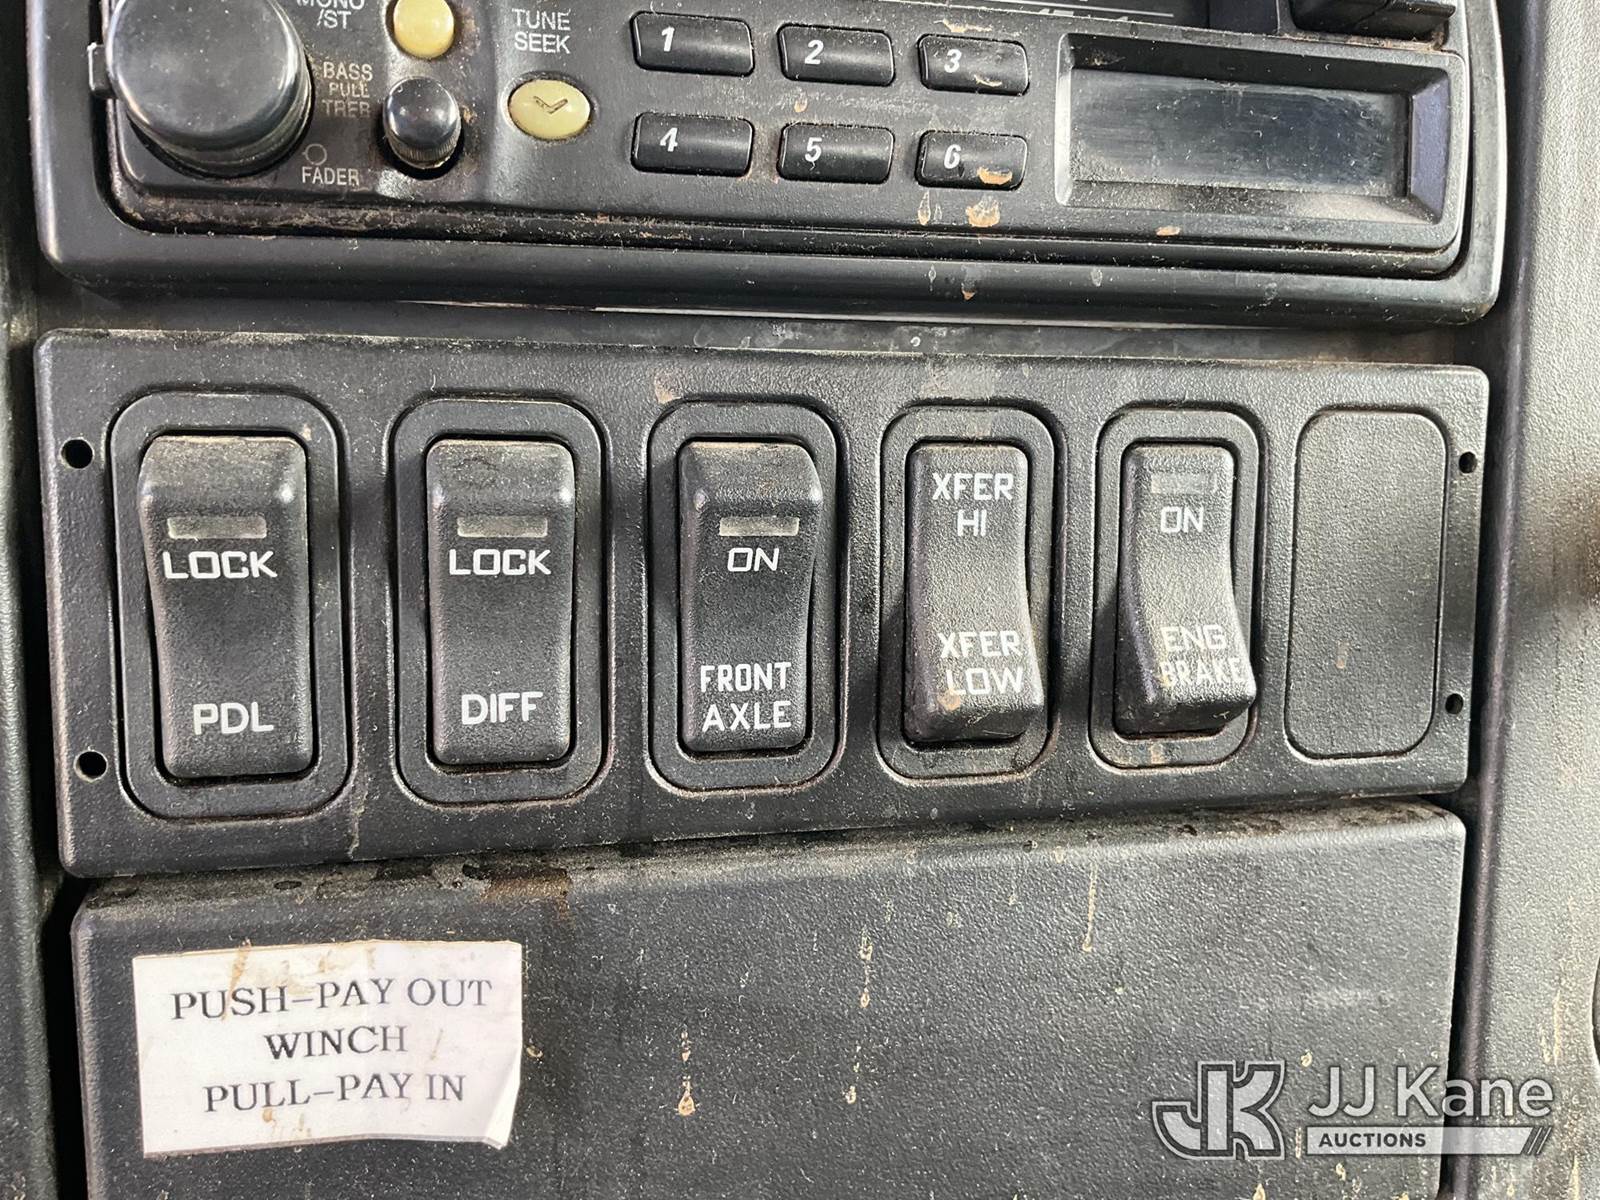 MONO
/ST
TUNE
SEEK
BASS
PULL
TREB
FADER
1
2
3
4
5
6
LOCK
PDL
LOCK
DIFF
ON
FRONT
AXLE
XFER
HI
XFER
LOW
ON
ENG
BRAKE
PUSH-PAY OUT
WINCH
PULL-PAY IN
JK
JJ Kane
AUCTIONS